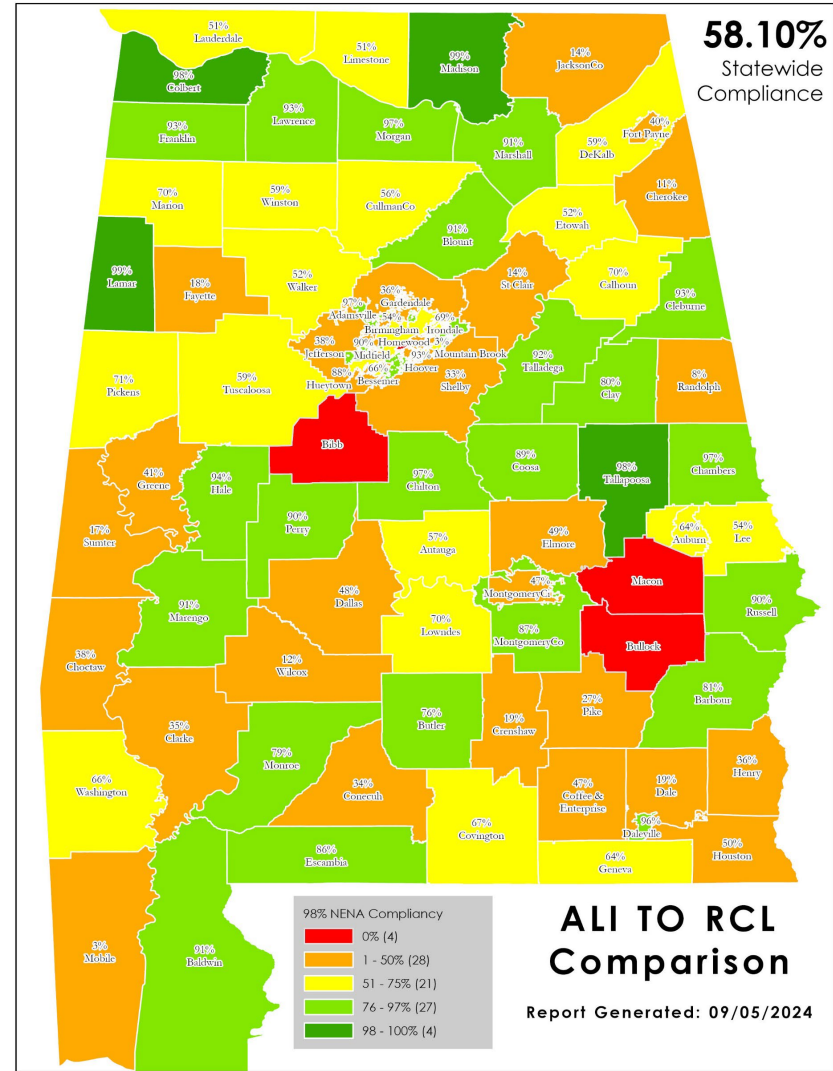 58.10%
Statewide
Compliance
51%
Lauderdale
51%
Limestone
99%
Madison
14%
JacksonCo
98%
Colbert
93%
Lawrence
97%
Morgan
93%
Franklin
91%
Marshall
59%
DeKalb
40%
Fort Payne
11%
Cherokee
70%
Marion
59%
Winston
56%
CullmanCo
91%
Blount
52%
Etowah
99%
Lamar
18%
Fayette
52%
Walker
14%
St Clair
70%
Calhoun
93%
Cleburne
36%
Gardendale
97%
Adamsville
54%
Birmingham
69%
Irondale
38%
Jefferson
90%
Midfield
Homewood
3%
Mountain Brook
93%
Hoover
88%
Hueytown
66%
Bessemer
33%
Shelby
92%
Talladega
80%
Clay
8%
Randolph
71%
Pickens
59%
Tuscaloosa
Bibb
41%
Greene
94%
Hale
97%
Chilton
89%
Coosa
98%
Tallapoosa
97%
Chambers
17%
Sumter
90%
Perry
57%
Autauga
49%
Elmore
64%
Auburn
54%
Lee
91%
Marengo
48%
Dallas
70%
Lowndes
47%
MontgomeryCi
87%
MontgomeryCo
Macon
Bullock
90%
Russell
38%
Choctaw
12%
Wilcox
81%
Barbour
35%
Clarke
79%
Monroe
76%
Butler
19%
Crenshaw
27%
Pike
66%
Washington
34%
Conecuh
67%
Covington
47%
Coffee &
Enterprise
19%
Dale
36%
Henry
96%
Daleville
50%
Houston
86%
Escambia
64%
Geneva
3%
Mobile
91%
Baldwin
98% NENA Compliancy
0% (4)
1 - 50% (28)
51 - 75% (21)
76 - 97% (27)
98 - 100% (4)
ALI TO RCL
Comparison
Report Generated: 09/05/2024